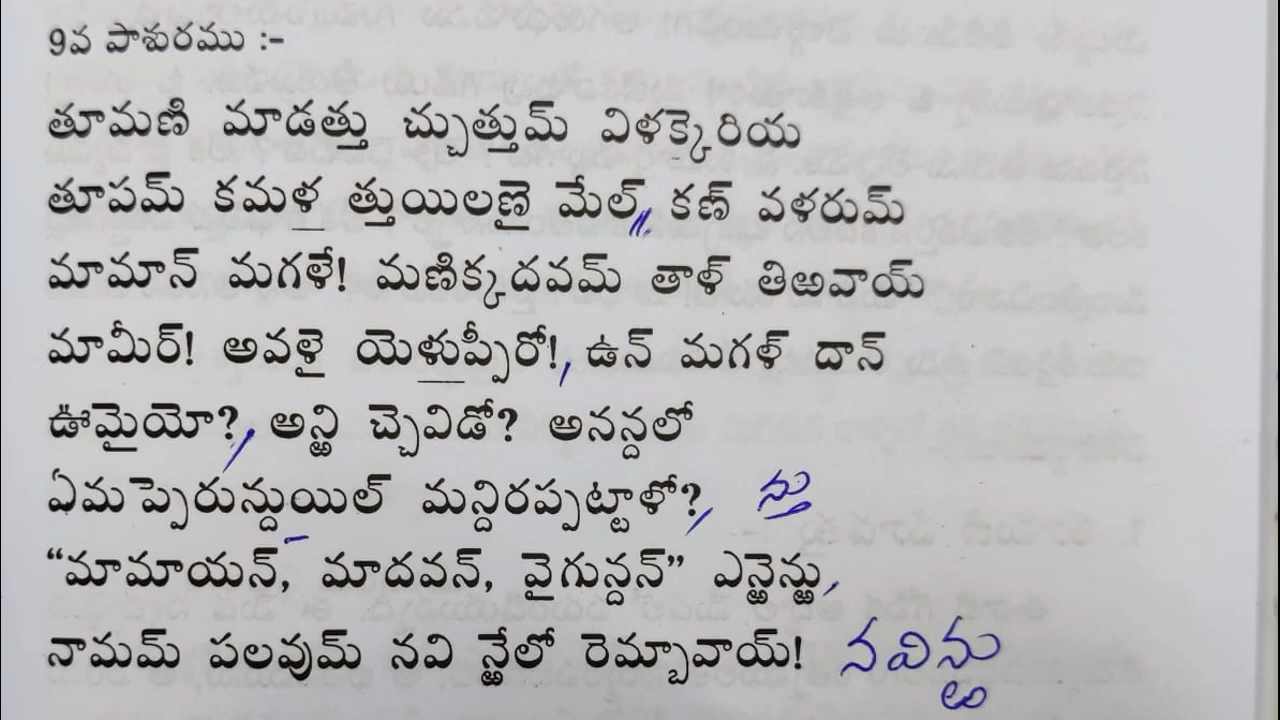 9వ పాశురము :-
తూమణి మాడత్తు చ్చుత్తుమ్ విళక్కెరియ
తూపమ్ కమళ త్తుయిలణై మేల్, కణ్ వళరుమ్
మామాన్ మగళే! మణిక్కదవమ్ తాళ్ తిఱవాయ్
మామీర్! అవళై యెళుప్పీరో!, ఉన్ మగళ్ దాన్
ఊమైయో?, అన్ఱి చ్చెవిడో? అనన్దలో
ఏమప్పెరున్దుయిల్ మన్దిరప్పట్టాళో?, న్తు
“మామాయన్, మాదవన్, వైగున్దన్” ఎన్ఱెన్ఱు,
నామమ్ పలవుమ్ నవి న్ఱేలో రెమ్బావాయ్! నవిన్ఱు